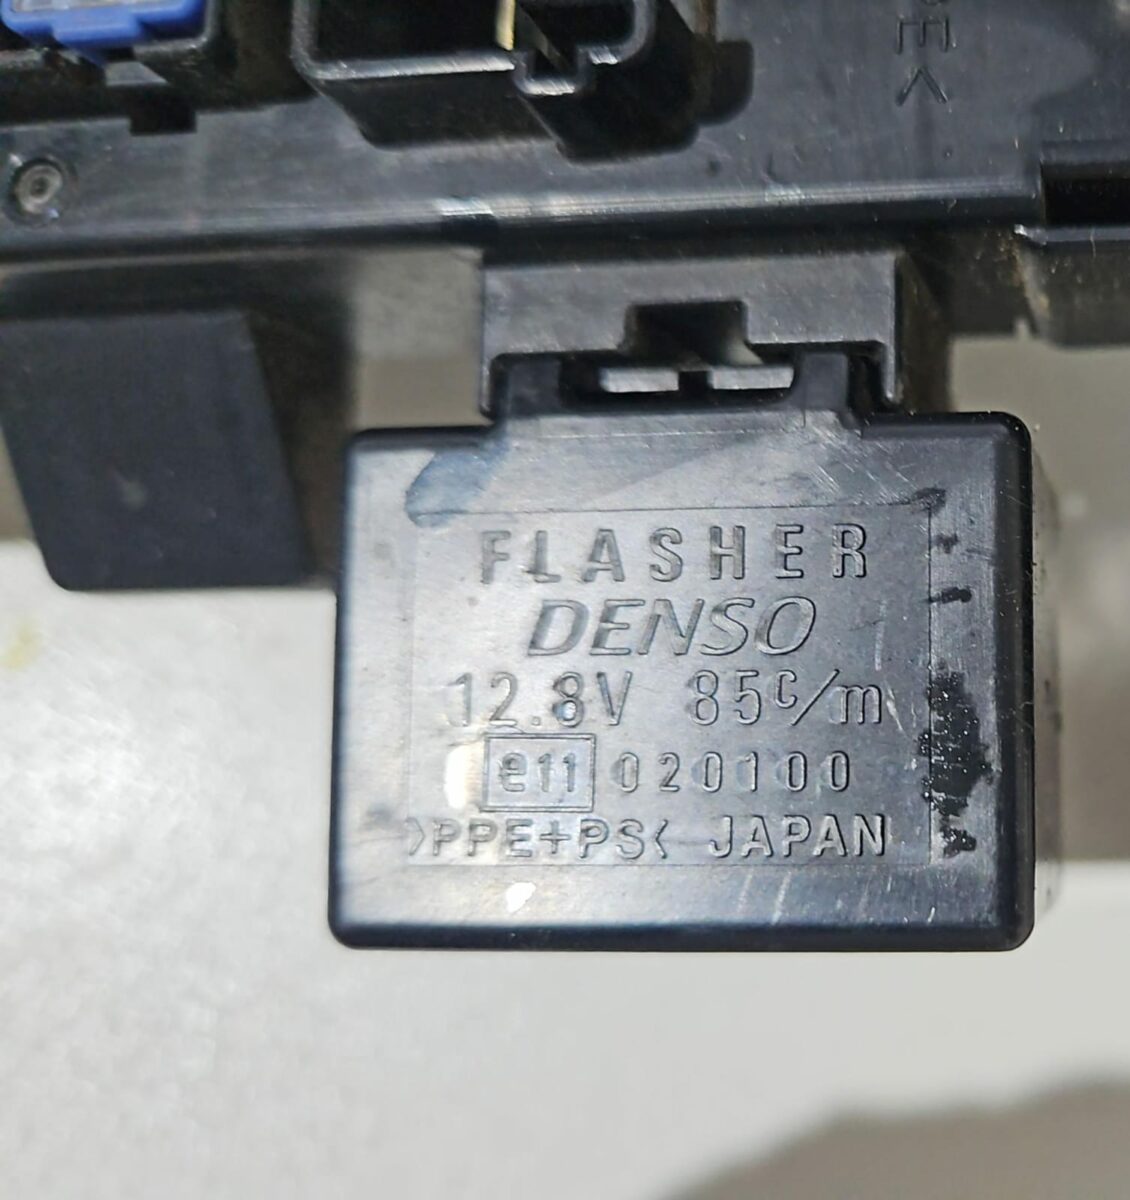 FLASHER
DENSO
12.8V 85c/m
e11 020100
>PPE+PS< JAPAN